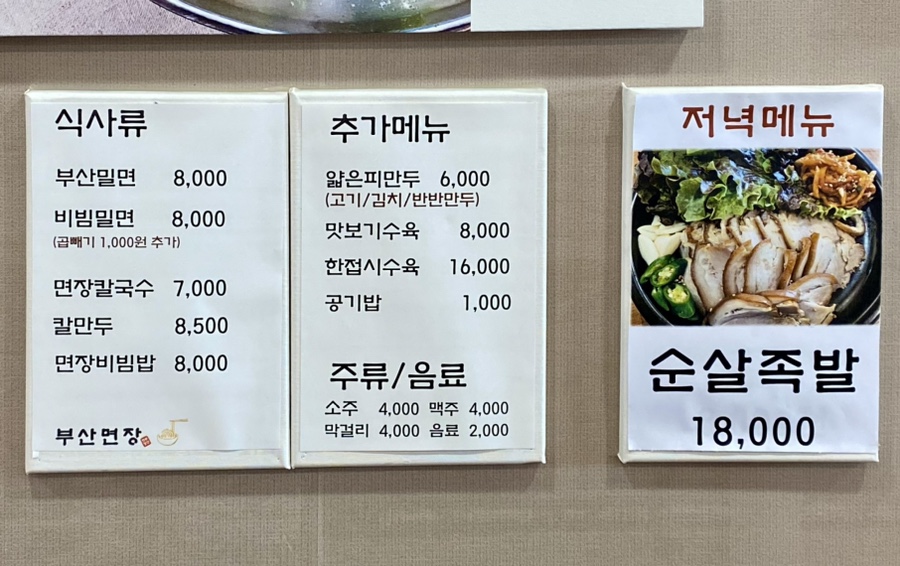 식사류
부산밀면 8,000
비빔밀면 8,000
(곱빼기 1,000원 추가)
면장칼국수 7,000
칼만두 8,500
면장비빔밥 8,000
부산면장
추가메뉴
얇은피만두 6,000
(고기/김치/반반만두)
맛보기수육 8,000
한접시수육 16,000
공기밥 1,000
주류/음료
소주 4,000 맥주 4,000
막걸리 4,000 음료 2,000
저녁메뉴
순살족발
18,000